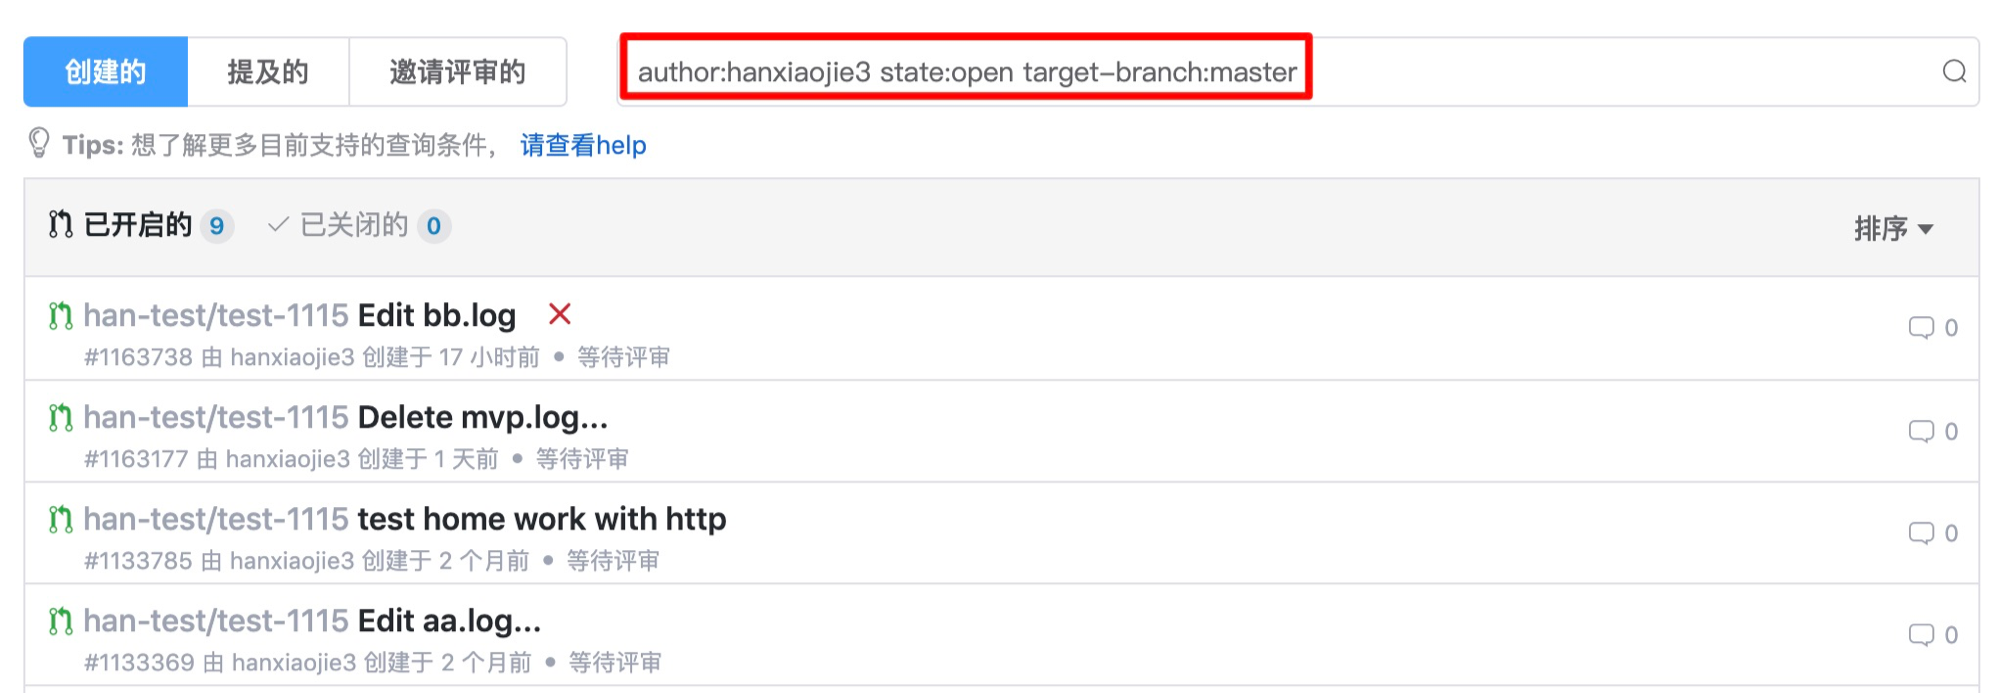 创建的 提及的 邀请评审的 author:hanxiaojie3 state:open target-branch:master
Tips: 想了解更多目前支持的查询条件， 请查看help
已开启的 9 已关闭的 0 排序
han-test/test-1115 Edit bb.log
#1163738 由 hanxiaojie3 创建于 17 小时前 • 等待评审 0
han-test/test-1115 Delete mvp.log...
#1163177 由 hanxiaojie3 创建于 1 天前 • 等待评审 0
han-test/test-1115 test home work with http
#1133785 由 hanxiaojie3 创建于 2 个月前 • 等待评审 0
han-test/test-1115 Edit aa.log...
#1133369 由 hanxiaojie3 创建于 2 个月前 • 等待评审 0